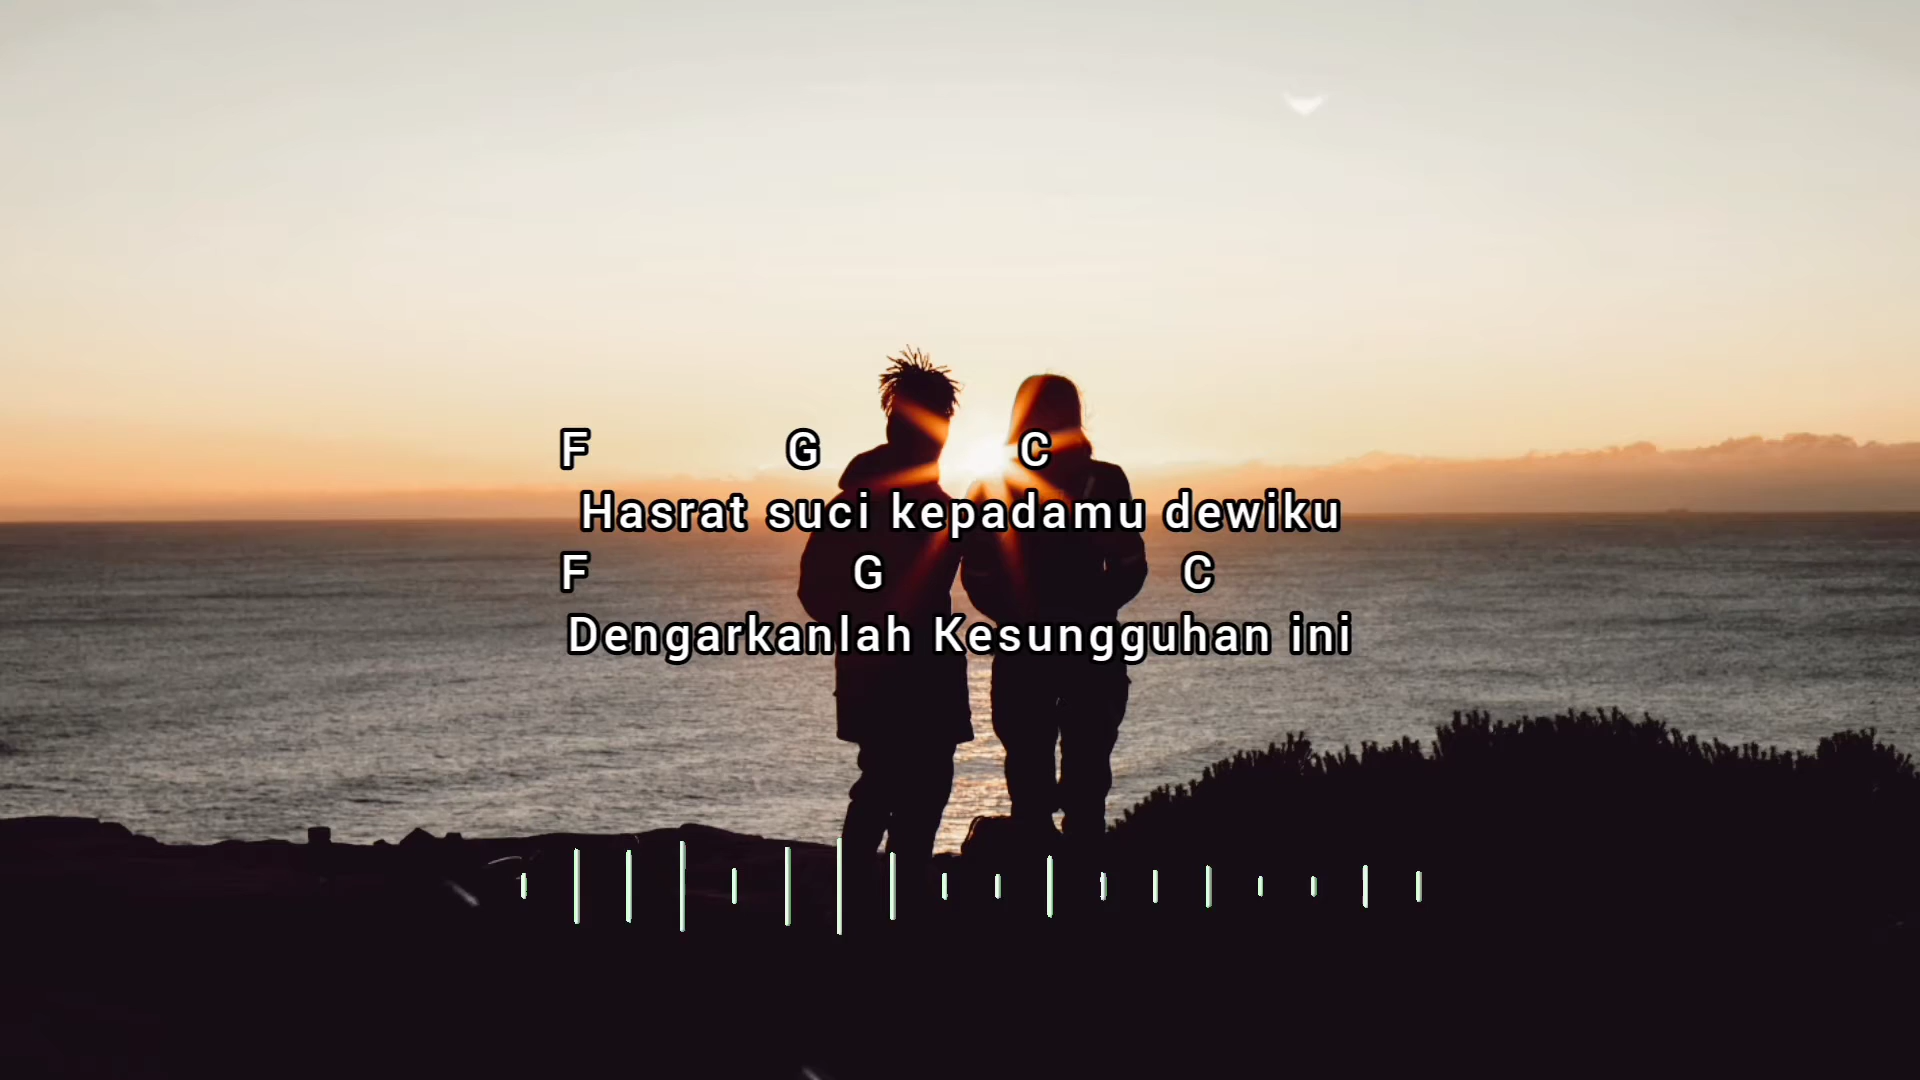 F G C
Hasrat suci kepadamu dewiku
F G C
Dengarkanlah Kesungguhan ini